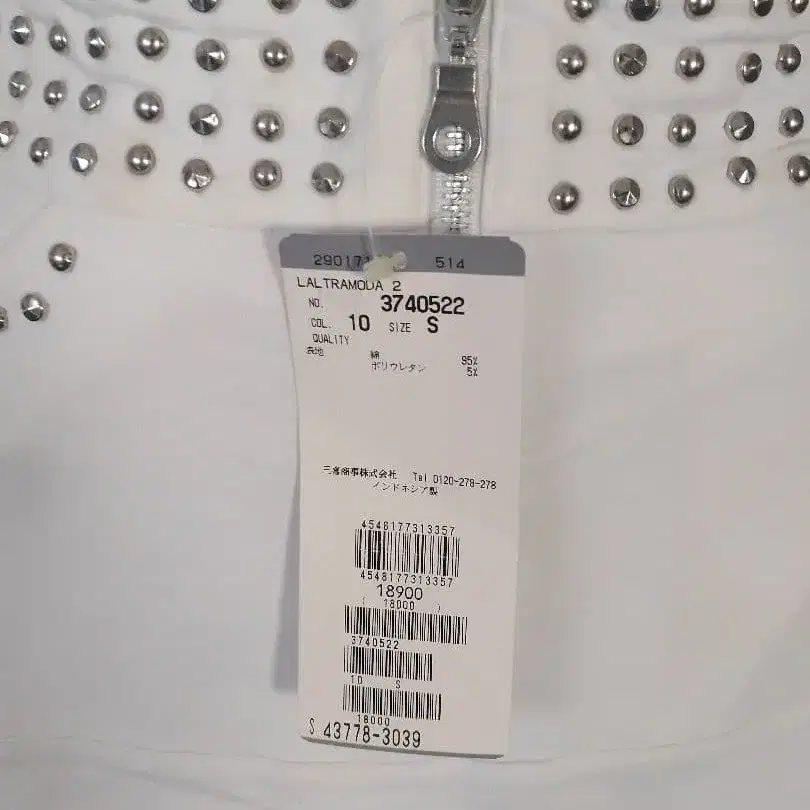 514
LALTRAMODA 2
NO. 3740522
COL. 10 SIZE S
QUALITY
表地 綿 95%
ポリウレタン 5%
三喜商事株式会社 Tel 0120-278-278
インドネシア製
4548177313357
4548177313357
18900
( 18000 )
3740522
10 S
18000
S 43778-3039